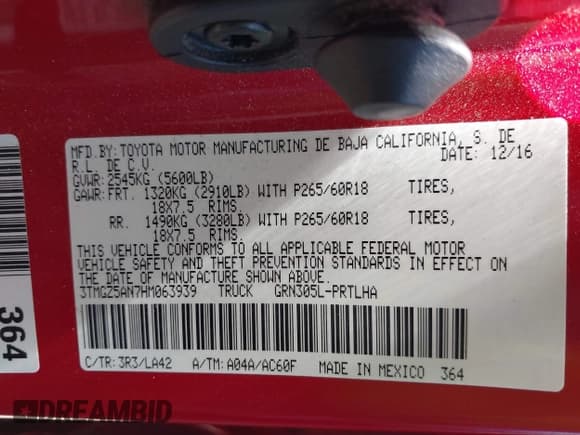 MFD.BY:TOYOTA MOTOR MANUFACTURING DE BAJA CALIFORNIA, S. DE
R.L. DE C.V. DATE: 12/16
GVWR:2545KG (5600LB)
GAWR:FRT. 1320KG (2910LB) WITH P265/60R18 TIRES,
18X7.5 RIMS
RR. 1490KG (3280LB) WITH P265/60R18 TIRES,
18X7.5 RIMS.
THIS VEHICLE CONFORMS TO ALL APPLICABLE FEDERAL MOTOR
VEHICLE SAFETY AND THEFT PREVENTION STANDARDS IN EFFECT ON
THE DATE OF MANUFACTURE SHOWN ABOVE.
3TMGZ5AN7HM063939 TRUCK GRN305L-PRTLHA
C/TR:3R3/LA42 A/TM:A04A/AC60F MADE IN MEXICO 364
364
DREAMBID